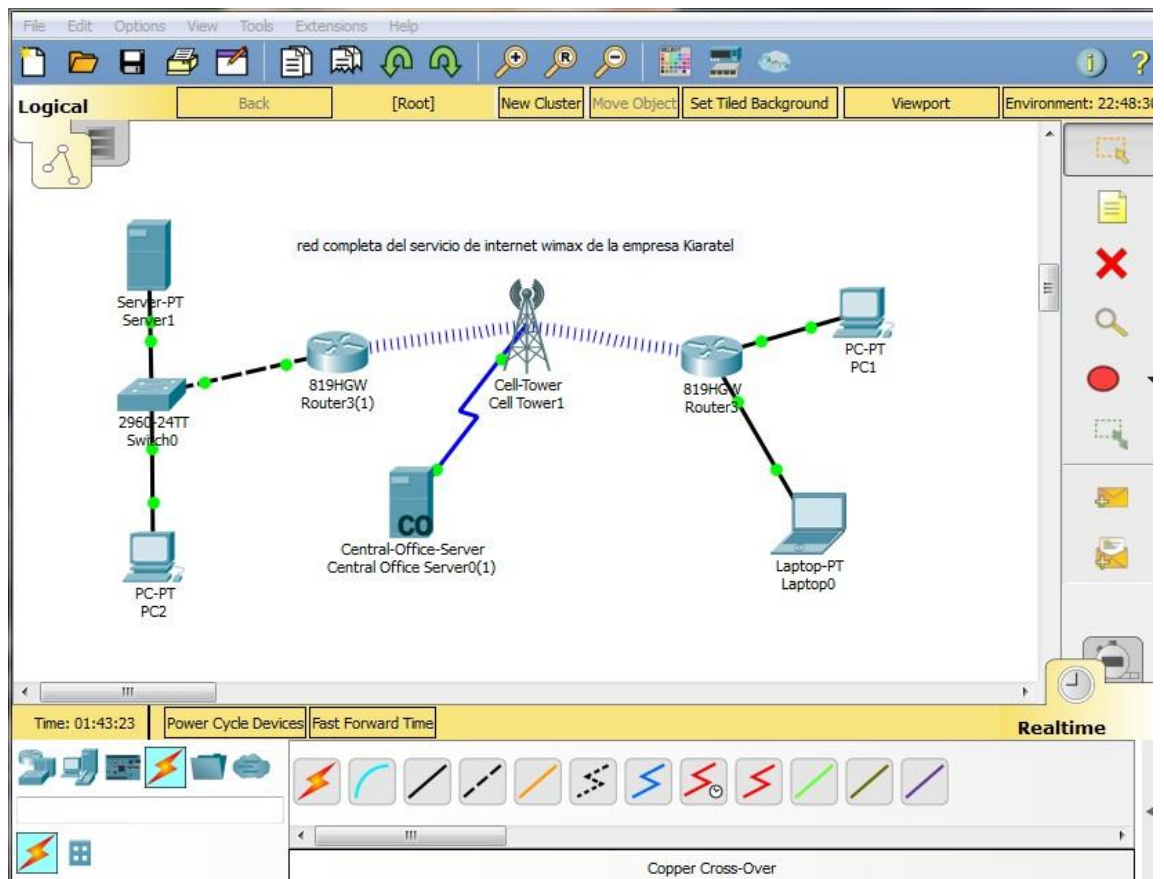 File Edit Options View Tools Extensions Help
Logical Back [Root] New Cluster Move Object Set Tiled Background Viewport Environment: 22:48:30
red completa del servicio de internet wimax de la empresa Kiaratel
Server-PT
Server1
819HGW
Router3(1)
Cell-Tower
Cell Tower1
819HGW
Router3
PC-PT
PC1
2960-24TT
Switch0
CO
Central-Office-Server
Central Office Server0(1)
Laptop-PT
Laptop0
PC-PT
PC2
Time: 01:43:23 Power Cycle Devices Fast Forward Time Realtime
Copper Cross-Over